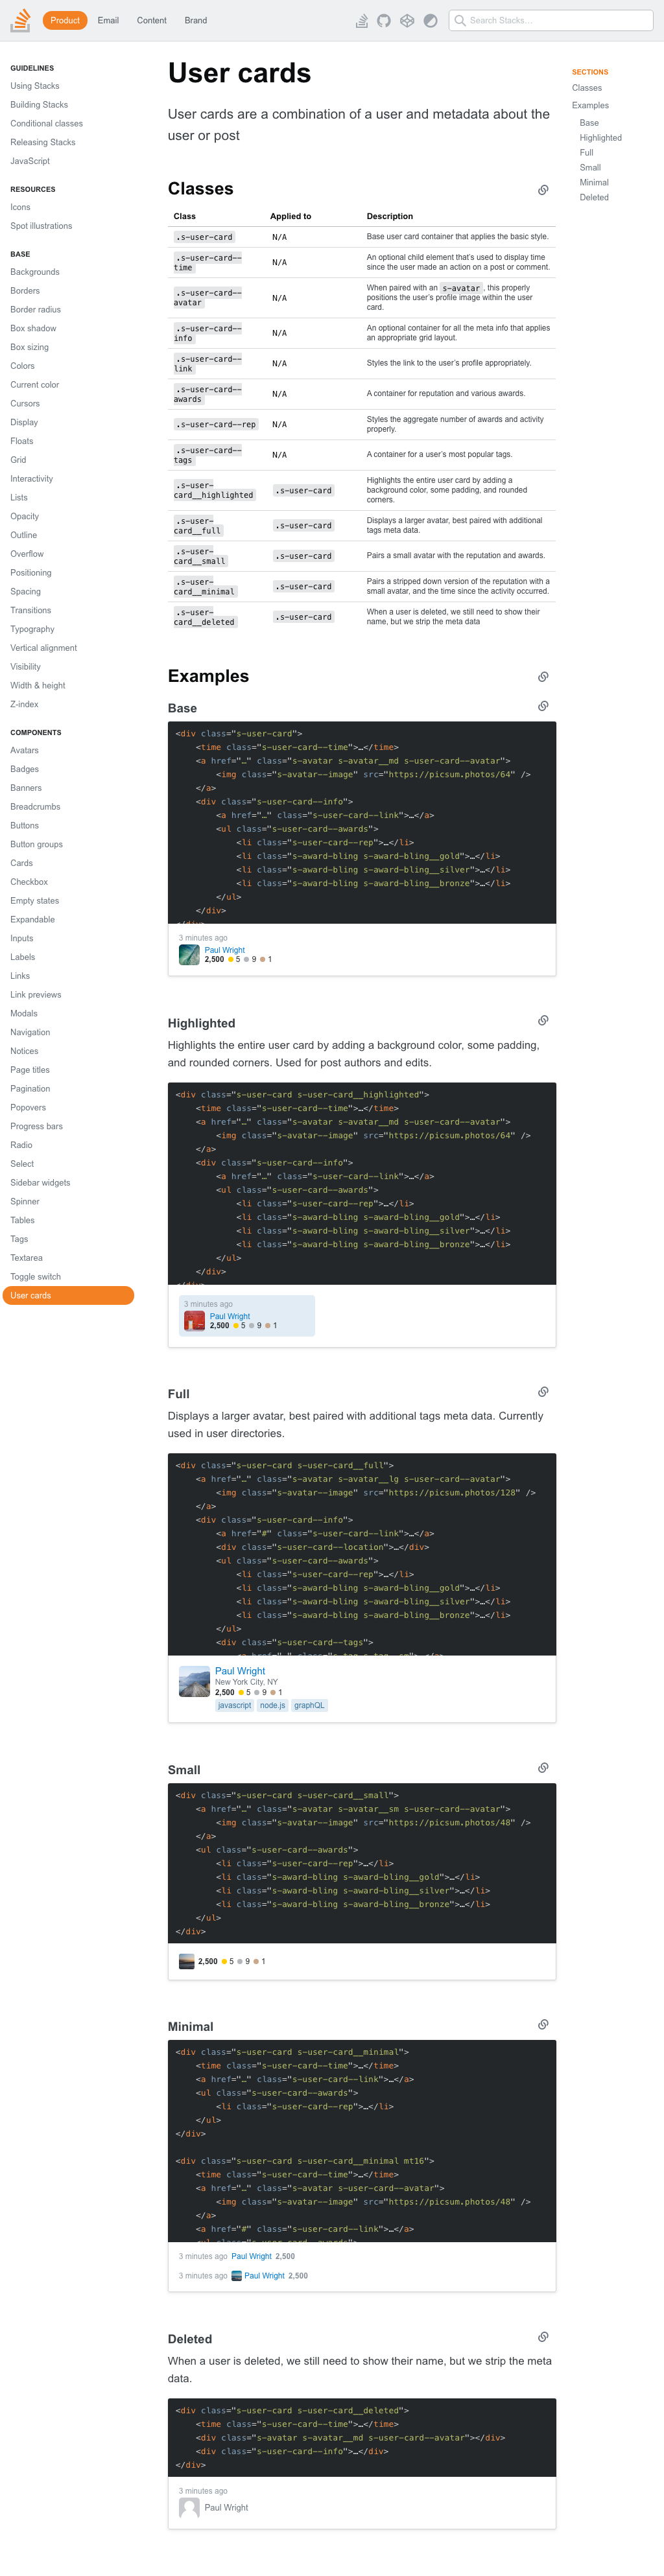 Product Email Content Brand
Search Stacks…
GUIDELINES
Using Stacks
Building Stacks
Conditional classes
Releasing Stacks
JavaScript
RESOURCES
Icons
Spot illustrations
BASE
Backgrounds
Borders
Border radius
Box shadow
Box sizing
Colors
Current color
Cursors
Display
Floats
Grid
Interactivity
Lists
Opacity
Outline
Overflow
Positioning
Spacing
Transitions
Typography
Vertical alignment
Visibility
Width & height
Z-index
COMPONENTS
Avatars
Badges
Banners
Breadcrumbs
Buttons
Button groups
Cards
Checkbox
Empty states
Expandable
Inputs
Labels
Links
Link previews
Modals
Navigation
Notices
Page titles
Pagination
Popovers
Progress bars
Radio
Select
Sidebar widgets
Spinner
Tables
Tags
Textarea
Toggle switch
User cards
User cards
User cards are a combination of a user and metadata about the
user or post
Classes
Class Applied to Description
.s-user-card N/A Base user card container that applies the basic style.
.s-user-card--
time
N/A
An optional child element that's used to display time
since the user made an action on a post or comment.
.s-user-card--
avatar
N/A
When paired with an s-avatar, this property
positions the user's profile image within the user
card.
.s-user-card--
info
N/A
An optional container for all the meta info that applies
an appropriate grid layout.
.s-user-card--
link
N/A
Styles the link to the user's profile appropriately.
.s-user-card--
awards
N/A
A container for reputation and various awards.
.s-user-card--rep N/A
Styles the aggregate number of awards and activity
properly.
.s-user-card--
tags
N/A
A container for a user's most popular tags.
.s-user-
card__highlighted
.s-user-card
Highlights the entire user card by adding a
background color, some padding, and rounded
corners.
.s-user-
card__full
.s-user-card
Displays a larger avatar, best paired with additional
tags meta data.
.s-user-
card__small
.s-user-card
Pairs a small avatar with the reputation and awards.
.s-user-
card__minimal
.s-user-card
Pairs a stripped down version of the reputation with a
small avatar, and the time since the activity occurred.
.s-user-
card__deleted
.s-user-card
When a user is deleted, we still need to show their
name, but we strip the meta data
Examples
Base
<div class="s-user-card">
<time class="s-user-card--time">…</time>
<a href="…" class="s-avatar s-avatar__md s-user-card--avatar">
<img class="s-avatar--image" src="https://picsum.photos/64" />
</a>
<div class="s-user-card--info">
<a href="…" class="s-user-card--link">…</a>
<ul class="s-user-card--awards">
<li class="s-user-card--rep">…</li>
<li class="s-award-bling s-award-bling__gold">…</li>
<li class="s-award-bling s-award-bling__silver">…</li>
<li class="s-award-bling s-award-bling__bronze">…</li>
</ul>
</div>
</div>
3 minutes ago
Paul Wright
2,500 5 9 1
Highlighted
Highlights the entire user card by adding a background color, some padding,
and rounded corners. Used for post authors and edits.
<div class="s-user-card s-user-card__highlighted">
<time class="s-user-card--time">…</time>
<a href="…" class="s-avatar s-avatar__md s-user-card--avatar">
<img class="s-avatar--image" src="https://picsum.photos/64" />
</a>
<div class="s-user-card--info">
<a href="…" class="s-user-card--link">…</a>
<ul class="s-user-card--awards">
<li class="s-user-card--rep">…</li>
<li class="s-award-bling s-award-bling__gold">…</li>
<li class="s-award-bling s-award-bling__silver">…</li>
<li class="s-award-bling s-award-bling__bronze">…</li>
</ul>
</div>
</div>
3 minutes ago
Paul Wright
2,500 5 9 1
Full
Displays a larger avatar, best paired with additional tags meta data. Currently
used in user directories.
<div class="s-user-card s-user-card__full">
<a href="…" class="s-avatar s-avatar__lg s-user-card--avatar">
<img class="s-avatar--image" src="https://picsum.photos/128" />
</a>
<div class="s-user-card--info">
<a href="#" class="s-user-card--link">…</a>
<div class="s-user-card--location">…</div>
<ul class="s-user-card--awards">
<li class="s-user-card--rep">…</li>
<li class="s-award-bling s-award-bling__gold">…</li>
<li class="s-award-bling s-award-bling__silver">…</li>
<li class="s-award-bling s-award-bling__bronze">…</li>
</ul>
<div class="s-user-card--tags">
Paul Wright
New York City, NY
2,500 5 9 1
javascript node.js graphQL
Small
<div class="s-user-card s-user-card__small">
<a href="…" class="s-avatar s-avatar__sm s-user-card--avatar">
<img class="s-avatar--image" src="https://picsum.photos/48" />
</a>
<ul class="s-user-card--awards">
<li class="s-user-card--rep">…</li>
<li class="s-award-bling s-award-bling__gold">…</li>
<li class="s-award-bling s-award-bling__silver">…</li>
<li class="s-award-bling s-award-bling__bronze">…</li>
</ul>
</div>
2,500 5 9 1
Minimal
<div class="s-user-card s-user-card__minimal">
<time class="s-user-card--time">…</time>
<a class="…" class="s-user-card--link">…</a>
<ul class="s-user-card--awards">
<li class="s-user-card--rep">…</li>
</ul>
</div>
<div class="s-user-card s-user-card__minimal mt16">
<time class="s-user-card--time">…</time>
<a href="…" class="s-avatar s-user-card--avatar">
<img class="s-avatar--image" src="https://picsum.photos/48" />
</a>
<a href="#" class="s-user-card--link">…</a>
3 minutes ago Paul Wright 2,500
3 minutes ago Paul Wright 2,500
Deleted
When a user is deleted, we still need to show their name, but we strip the meta
data.
<div class="s-user-card s-user-card__deleted">
<time class="s-user-card--time">…</time>
<div class="s-avatar s-avatar__md s-user-card--avatar"></div>
<div class="s-user-card--info">…</div>
</div>
3 minutes ago
Paul Wright
SECTIONS
Classes
Examples
Base
Highlighted
Full
Small
Minimal
Deleted